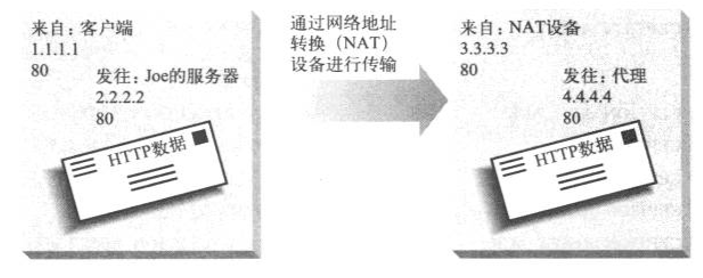 来自：客户端
1.1.1.1
80
发往：Joe的服务器
2.2.2.2
80
HTTP数据
通过网络地址
转换（NAT）
设备进行传输
来自：NAT设备
3.3.3.3
80
发往：代理
4.4.4.4
80
HTTP数据